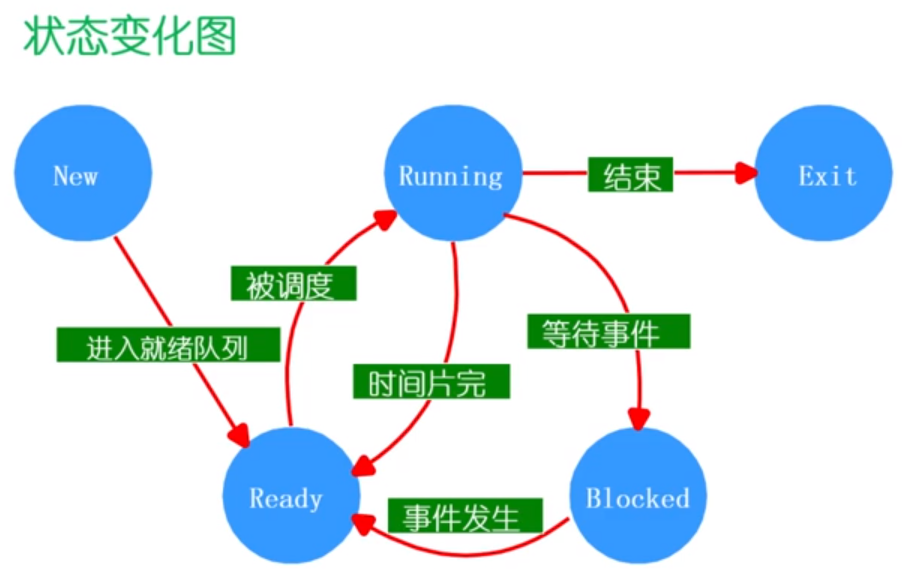 状态变化图
New
Running
结束
Exit
被调度
等待事件
进入就绪队列
时间片完
Ready
Blocked
事件发生